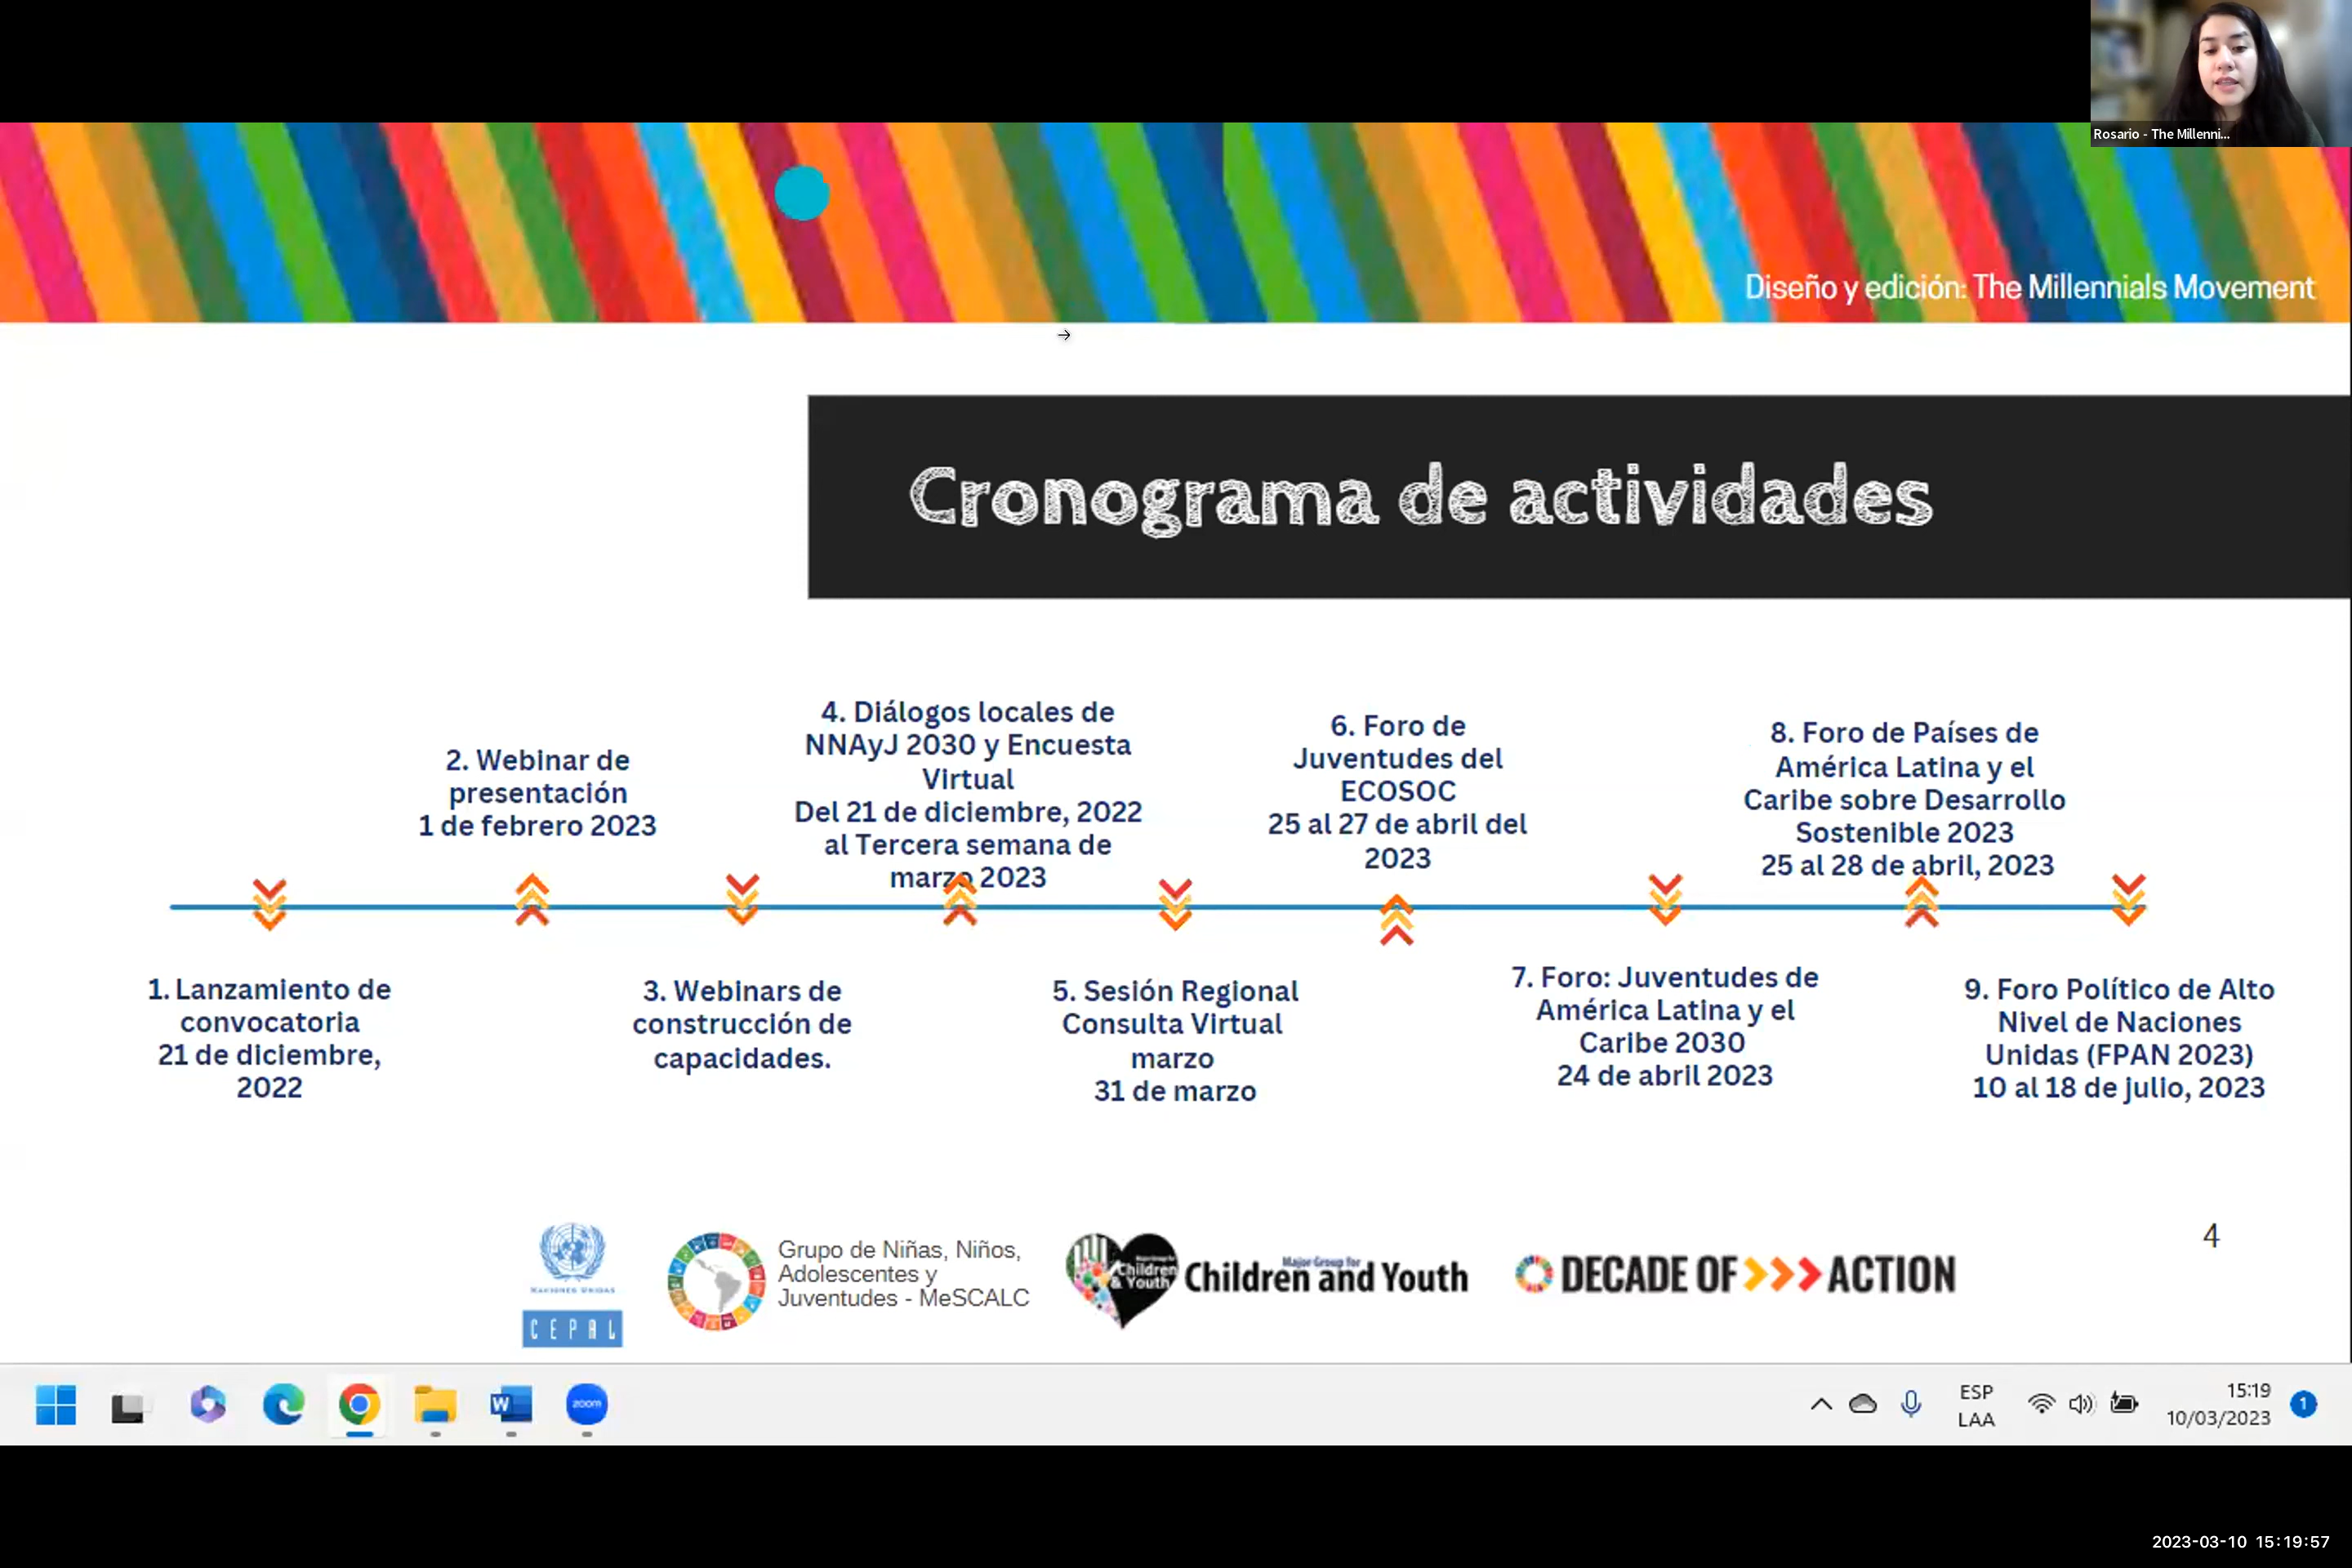 Rosario - The Millenni...
Diseño y edición: The Millennials Movement
Cronograma de actividades
1. Lanzamiento de
convocatoria
21 de diciembre,
2022
2. Webinar de
presentación
1 de febrero 2023
3. Webinars de
construcción de
capacidades.
4. Diálogos locales de
NNAyJ 2030 y Encuesta
Virtual
Del 21 de diciembre, 2022
al Tercera semana de
marzo 2023
5. Sesión Regional
Consulta Virtual
marzo
31 de marzo
6. Foro de
Juventudes del
ECOSOC
25 al 27 de abril del
2023
7. Foro: Juventudes de
América Latina y el
Caribe 2030
24 de abril 2023
8. Foro de Países de
América Latina y el
Caribe sobre Desarrollo
Sostenible 2023
25 al 28 de abril, 2023
9. Foro Político de Alto
Nivel de Naciones
Unidas (FPAN 2023)
10 al 18 de julio, 2023
NACIONES UNIDAS
CEPAL
Grupo de Niñas, Niños,
Adolescentes y
Juventudes - MeSCALC
Children
& Youth
Major Group for
Children and Youth
DECADE OF ACTION
4
W
zoom
ESP
LAA
15:19
10/03/2023
1
2023-03-10 15:19:57